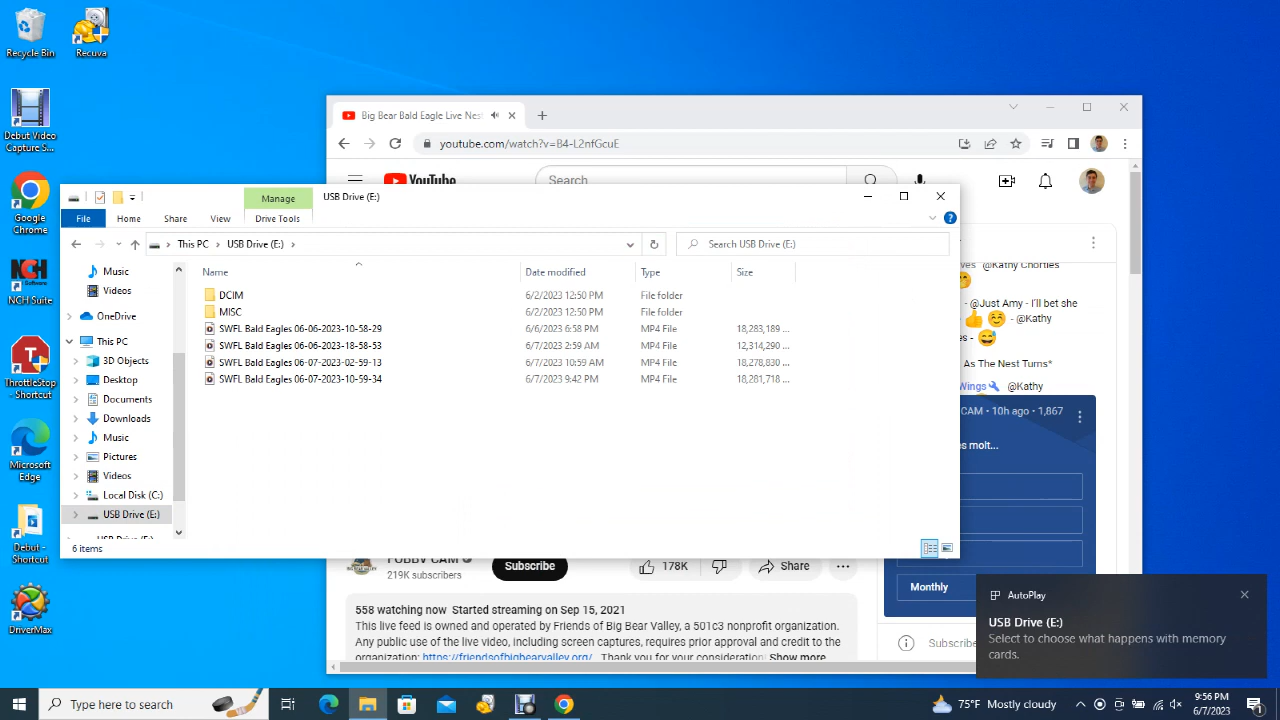 Recycle Bin
Recuva
Debut Video
Capture S...
Google
Chrome
NCH
Software
NCH Suite
ThrottleStop
- Shortcut
Microsoft
Edge
Debut -
Shortcut
DriverMax
Big Bear Bald Eagle Live Nest
youtube.com/watch?v=B4-L2nfGcuE
YouTube
Search
Manage
USB Drive (E:)
File
Home
Share
View
Drive Tools
This PC
USB Drive (E:)
Search USB Drive (E:)
Name
Date modified
Type
Size
DCIM 6/2/2023 12:50 PM File folder
MISC 6/2/2023 12:50 PM File folder
SWFL Bald Eagles 06-06-2023-10-58-29 6/6/2023 6:58 PM MP4 File 18,283,189 ...
SWFL Bald Eagles 06-06-2023-18-58-53 6/7/2023 2:59 AM MP4 File 12,314,290 ...
SWFL Bald Eagles 06-07-2023-02-59-13 6/7/2023 10:59 AM MP4 File 18,278,830 ...
SWFL Bald Eagles 06-07-2023-10-59-34 6/7/2023 9:42 PM MP4 File 18,281,718 ...
Music
Videos
OneDrive
This PC
3D Objects
Desktop
Documents
Downloads
Music
Pictures
Videos
Local Disk (C:)
USB Drive (E:)
USB Drive (E:)
6 items
@Kathy Chorties
- @Just Amy - I'll bet she
- @Kathy
As The Nest Turns*
Wings @Kathy
CAM • 10h ago • 1,867
es molt...
Monthly
Subscribe
FOBBV CAM
219K subscribers
Subscribe
178K
Share
558 watching now Started streaming on Sep 15, 2021
This live feed is owned and operated by Friends of Big Bear Valley, a 501c3 nonprofit organization.
Any public use of the live video, including screen captures, requires prior approval and credit to the
organization: https://friendsofbigbearvalley.org/ Thank you for your consideration! Show more
AutoPlay
USB Drive (E:)
Select to choose what happens with memory
cards.
Type here to search
75°F Mostly cloudy
9:56 PM
6/7/2023
1